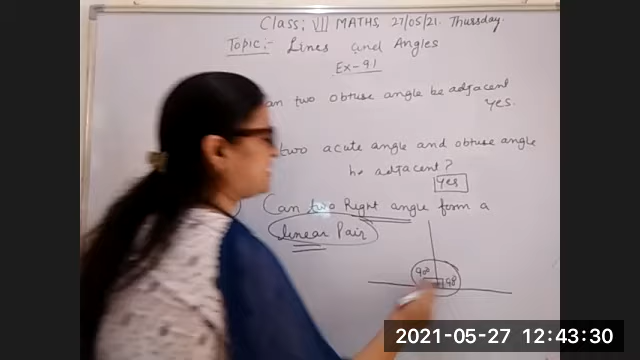 Class: VII MATHS, 27/05/21. Thursday.
Topic:- Lines and Angles
Ex-9.1
an two obtuse angle be adjacent
Yes.
two acute angle and obtuse angle
be adjacent?
Yes
Can two Right angle form a
linear Pair
90° 90°
2021-05-27 12:43:30